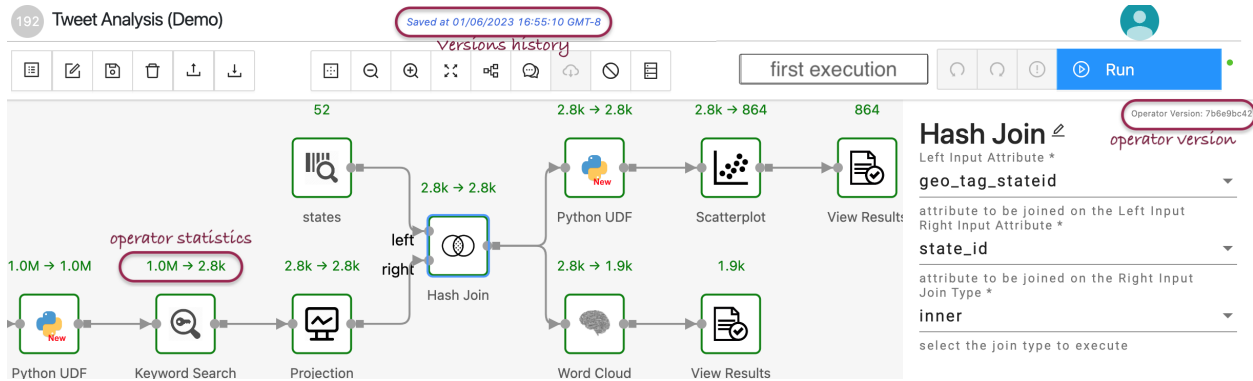 192 Tweet Analysis (Demo)
Saved at 01/06/2023 16:55:10 GMT-8
Versions history
first execution
Run
52
2.8k → 2.8k
2.8k → 864
864
Operator Version: 7b6e9bc42
operator version
Hash Join
Left Input Attribute *
geo_tag_stateid
attribute to be joined on the Left Input
Right Input Attribute *
state_id
attribute to be joined on the Right Input
Join Type *
inner
select the join type to execute
2.8k → 2.8k
New
states
Python UDF
Scatterplot
View Results
operator statistics
left
right
1.0M → 1.0M
1.0M → 2.8k
2.8k → 2.8k
2.8k → 1.9k
1.9k
Hash Join
New
Python UDF
Keyword Search
Projection
Word Cloud
View Results